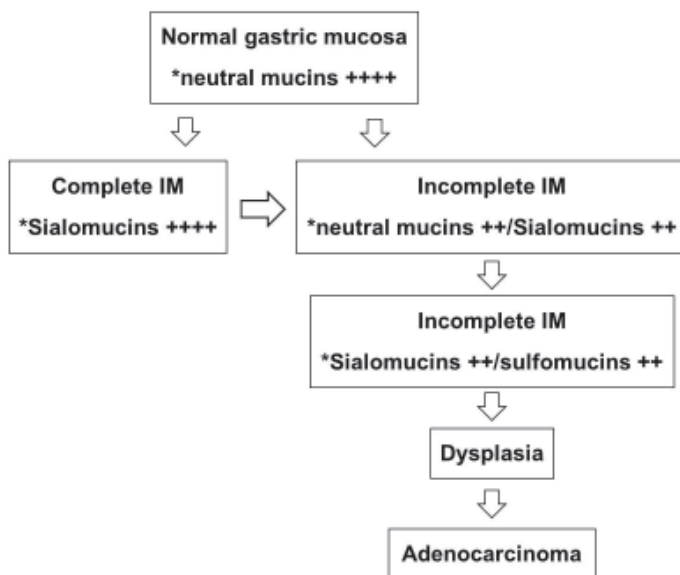 Normal gastric mucosa
*neutral mucins ++++
Complete IM
*Sialomucins ++++
Incomplete IM
*neutral mucins ++/Sialomucins ++
Incomplete IM
*Sialomucins ++/sulfomucins ++
Dysplasia
Adenocarcinoma